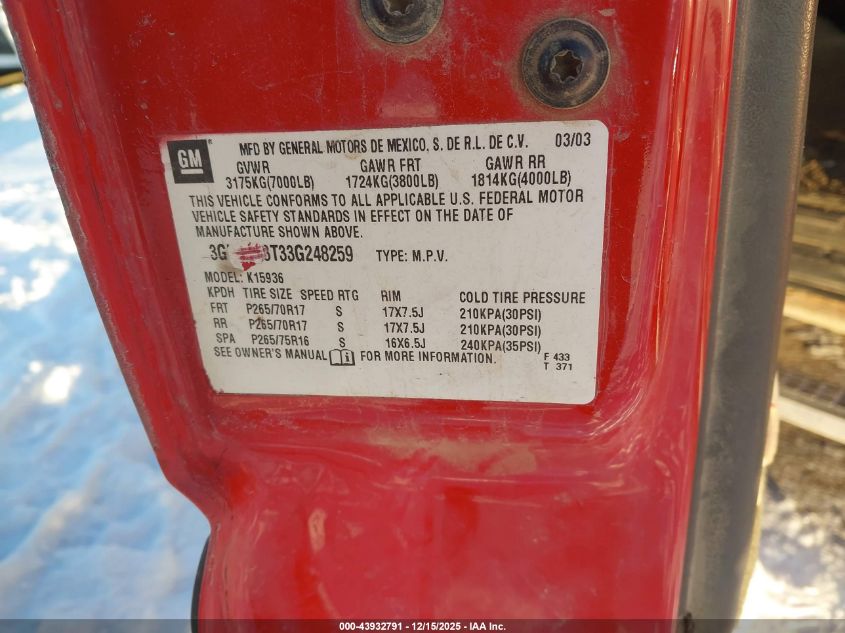 GM
MFD BY GENERAL MOTORS DE MEXICO, S. DE R.L. DE C.V. 03/03
GVWR GAWR FRT GAWR RR
3175KG(7000LB) 1724KG(3800LB) 1814KG(4000LB)
THIS VEHICLE CONFORMS TO ALL APPLICABLE U.S. FEDERAL MOTOR
VEHICLE SAFETY STANDARDS IN EFFECT ON THE DATE OF
MANUFACTURE SHOWN ABOVE.
TYPE: M.P.V.
MODEL: K15936
KPDH TIRE SIZE SPEED RTG RIM COLD TIRE PRESSURE
FRT P265/70R17 S 17X7.5J 210KPA(30PSI)
RR P265/70R17 S 17X7.5J 210KPA(30PSI)
SPA P265/75R16 S 16X6.5J 240KPA(35PSI)
SEE OWNER'S MANUAL FOR MORE INFORMATION.
F 433
T 371
000-43932791 - 12/15/2025 - IAA Inc.